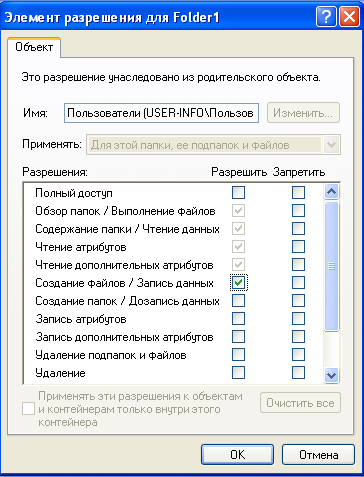 Элемент разрешения для Folder1
Объект
Это разрешение унаследовано из родительского объекта.
Имя: Пользователи (USER-INFO\Пользов Изменить...
Применять: Для этой папки, ее подпапок и файлов
Разрешения: Разрешить Запретить
Полный доступ
Обзор папок / Выполнение файлов
Содержание папки / Чтение данных
Чтение атрибутов
Чтение дополнительных атрибутов
Создание файлов / Запись данных
Создание папок / Дозапись данных
Запись атрибутов
Запись дополнительных атрибутов
Удаление подпапок и файлов
Удаление
Применять эти разрешения к объектам Очистить все
и контейнерам только внутри этого
контейнера
OK Отмена